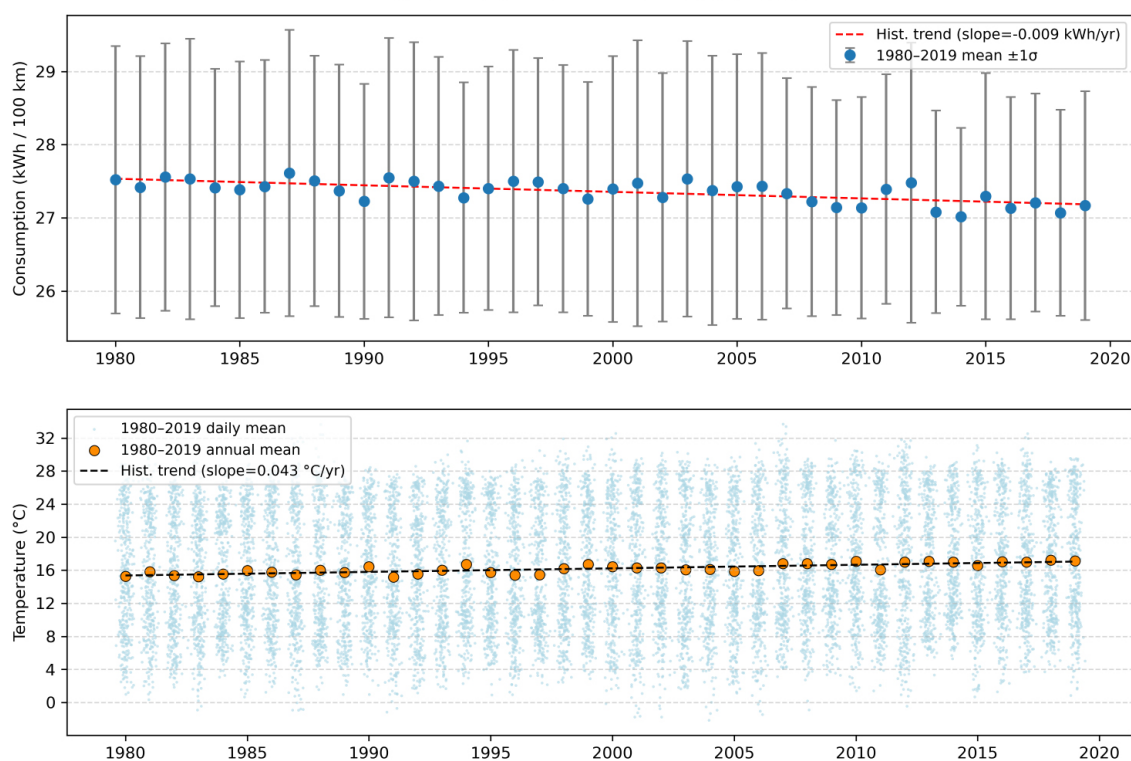 Consumption (kWh / 100 km)
29
28
27
26
Hist. trend (slope=-0.009 kWh/yr)
1980–2019 mean ±1σ
1980 1985 1990 1995 2000 2005 2010 2015 2020
Temperature (°C)
32
28
24
20
16
12
8
4
0
1980–2019 daily mean
1980–2019 annual mean
Hist. trend (slope=0.043 °C/yr)
1980 1985 1990 1995 2000 2005 2010 2015 2020